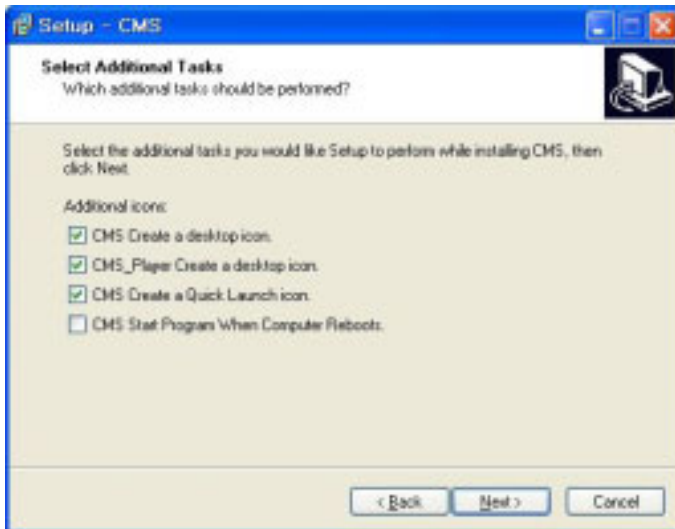 Setup - CMS
Select Additional Tasks
Which additional tasks should be performed?
Select the additional tasks you would like Setup to perform while installing CMS, then
click Next.
Additional icons:
CMS Create a desktop icon.
CMS_Player Create a desktop icon.
CMS Create a Quick Launch icon.
CMS Start Program When Computer Reboots.
< Back
Next >
Cancel